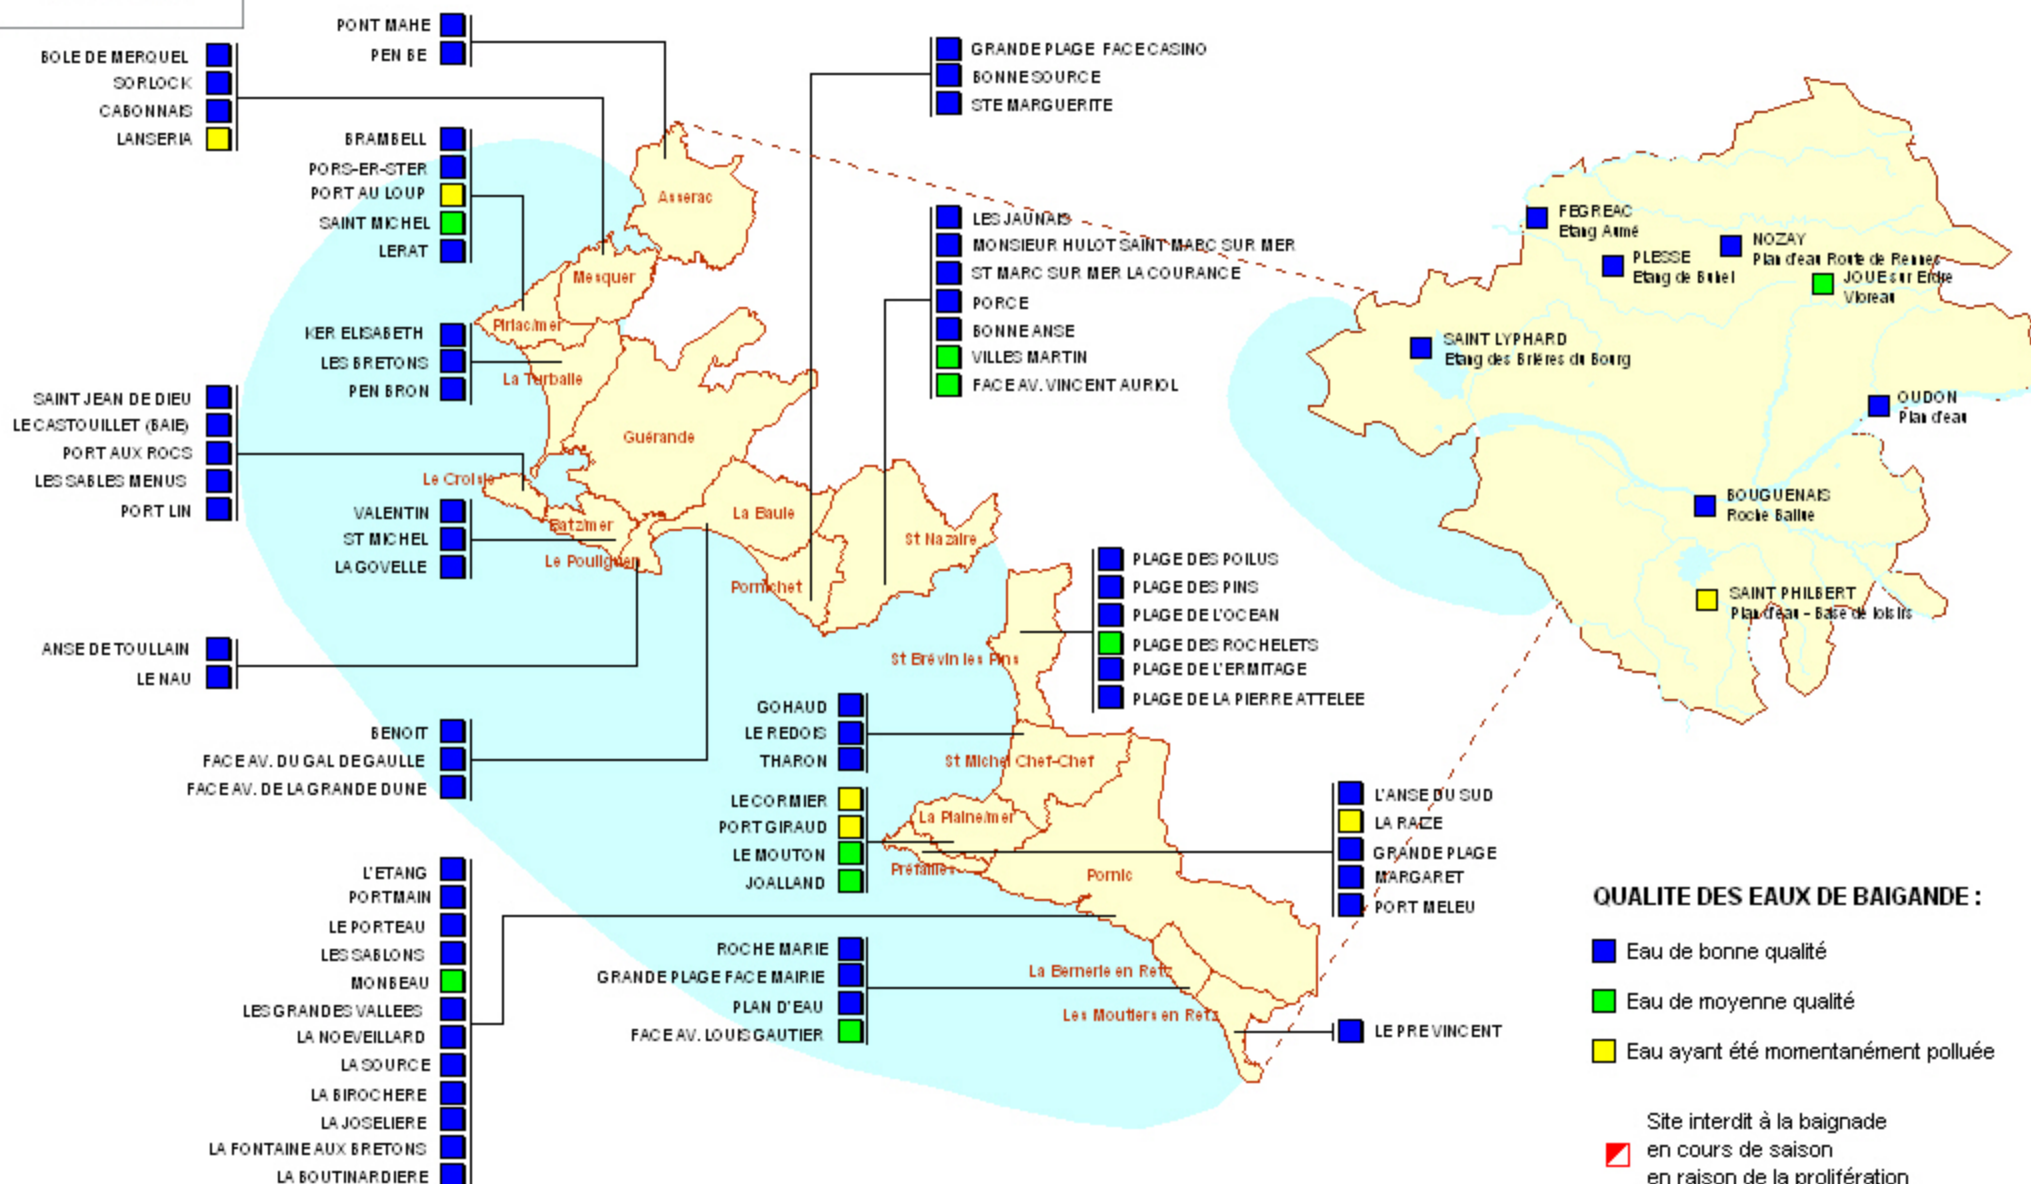 PONT MAHE
PEN BE
BOLE DE MERQUEL
SORLOCK
CABONNAIS
LANSERIA
BRAMBELL
PORS-ER-STER
PORT AU LOUP
SAINT MICHEL
LERAT
KER ELISABETH
LES BRETONS
PEN BRON
SAINT JEAN DE DIEU
LE CASTOUILLET (BAIE)
PORT AUX ROCS
LES SABLES MENUS
PORT LIN
VALENTIN
ST MICHEL
LA GOVELLE
ANSE DE TOULLAIN
LE NAU
BENOIT
FACE AV. DU GAL DE GAULLE
FACE AV. DE LA GRANDE DUNE
L'ETANG
PORTMAIN
LE PORTEAU
LES SABLONS
MONBEAU
LES GRANDES VALLEES
LA NOEVEILLARD
LA SOURCE
LA BIROCHERE
LA JOSELIERE
LA FONTAINE AUX BRETONS
LA BOUTINARDIERE
GRANDE PLAGE FACE CASINO
BONNE SOURCE
STE MARGUERITE
LES JAUNAIS
MONSIEUR HULOT SAINT MARC SUR MER
ST MARC SUR MER LA COURANCE
PORCE
BONNE ANSE
VILLES MARTIN
FACE AV. VINCENT AURIOL
Asserac
Mesquer
Piriac/mer
La Turballe
Guérande
Le Croisic
Batz/mer
Le Pouliguen
La Baule
Pornichet
St Nazaire
St Brévin les Pins
St Michel Chef-Chef
La Plaine/mer
Préfailles
Pornic
La Bernerie en Retz
Les Moutiers en Retz
PLAGE DES POILUS
PLAGE DES PINS
PLAGE DE L'OCEAN
PLAGE DES ROCHELETS
PLAGE DE L'ERMITAGE
PLAGE DE LA PIERRE ATTELEE
GOHAUD
LE REDOIS
THARON
LE CORMIER
PORT GIRAUD
LE MOUTON
JOALLAND
L'ANSE DU SUD
LA RAIZE
GRANDE PLAGE
MARGARET
PORT MELEU
ROCHE MARIE
GRANDE PLAGE FACE MAIRIE
PLAN D'EAU
FACE AV. LOUIS GAUTIER
LE PRE VINCENT
FEGREAC
Etang Aumé
PLESSE
Etang de Buhel
NOZAY
Plan d'eau Route de Rennes
JOUE sur Erdre
Vioreau
SAINT LYPHARD
Etang des Brières du Bourg
OUDON
Plan d'eau
BOUGUENAIS
Roche Ballue
SAINT PHILBERT
Plan d'eau - Base de loisirs
QUALITE DES EAUX DE BAIGANDE :
Eau de bonne qualité
Eau de moyenne qualité
Eau ayant été momentanément polluée
Site interdit à la baignade
en cours de saison
en raison de la prolifération